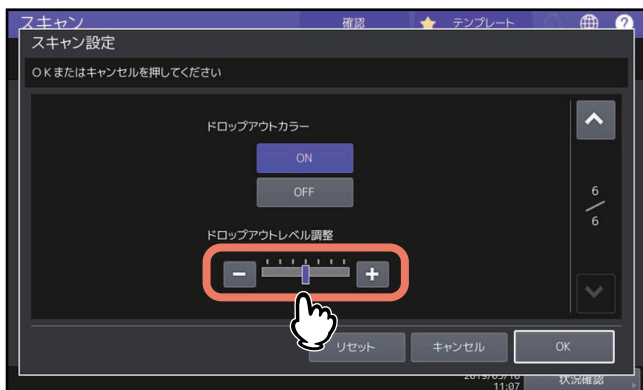 スキャン 確認 テンプレート ?
スキャン設定
OKまたはキャンセルを押してください
ドロップアウトカラー
ON
OFF
6
6
ドロップアウトレベル調整
− +
リセット キャンセル OK
11:07 状況確認